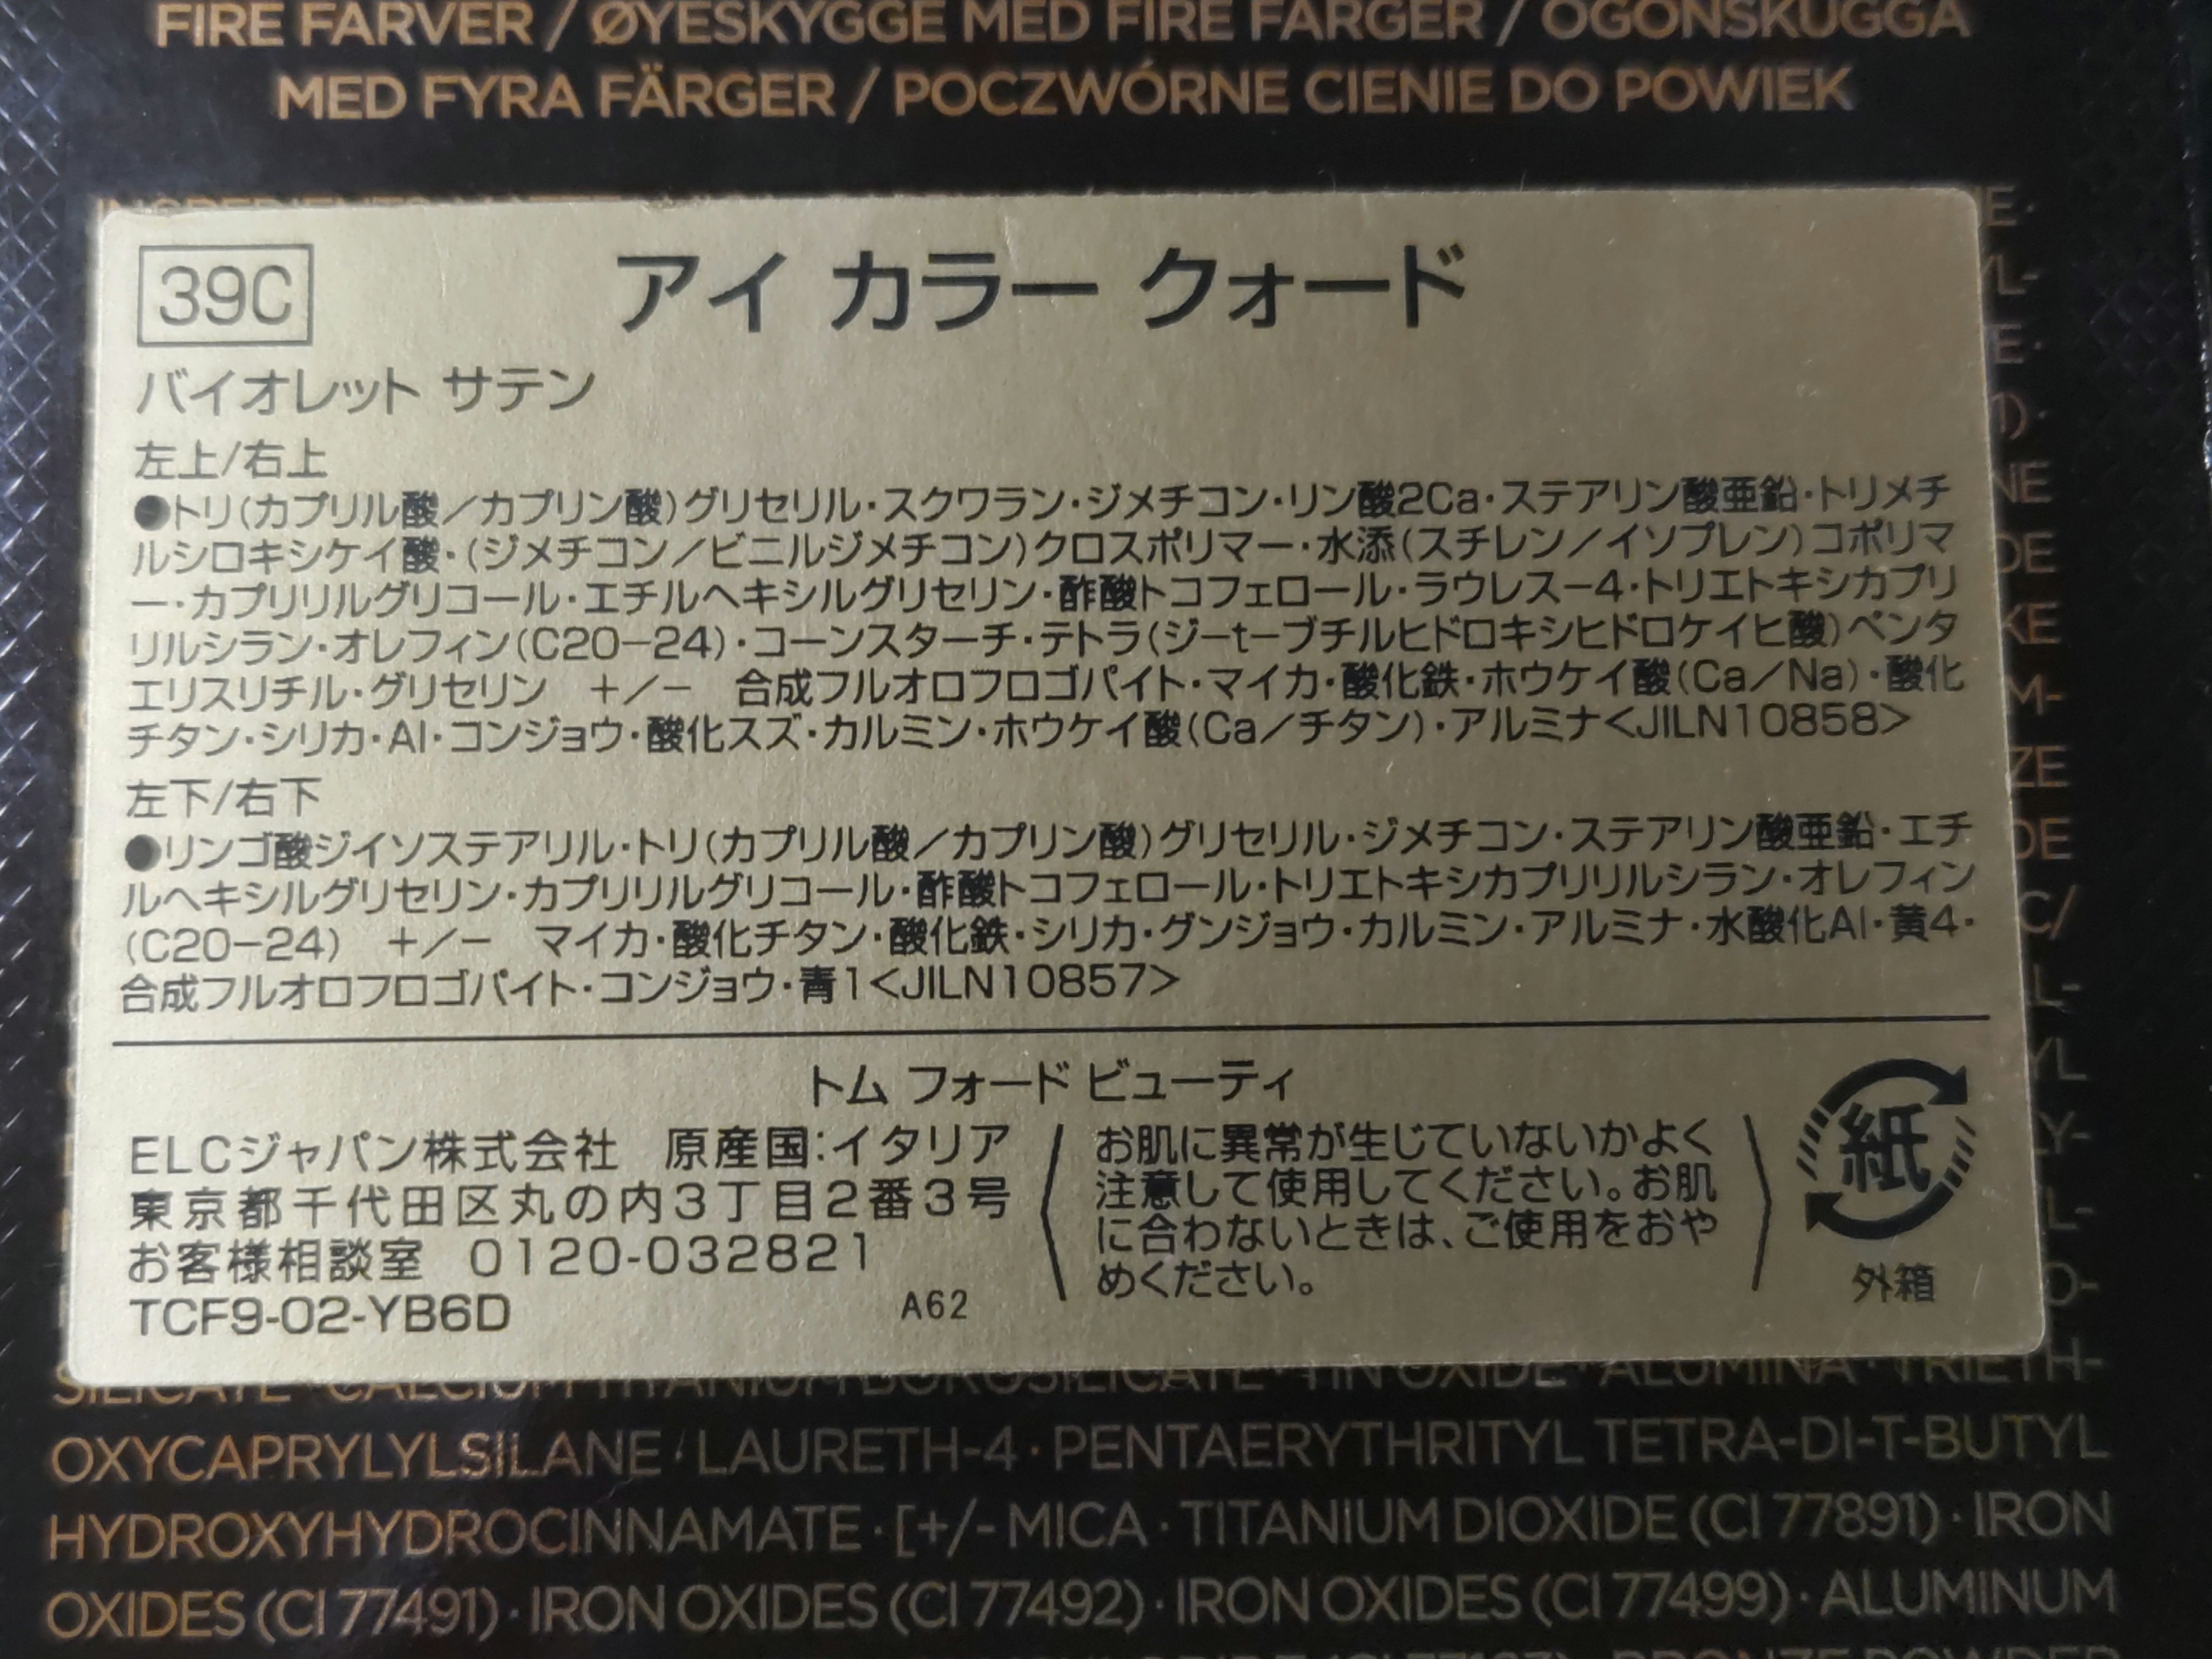 FIRE FARVER / ØYESKYGGE MED FIRE FARGER / ÖGONSKUGGA
MED FYRA FÄRGER / POCZWÓRNE CIENIE DO POWIEK
39C
アイ カラー クォード
バイオレット サテン
左上/右上
●トリ(カプリル酸／カプリン酸)グリセリル・スクワラン・ジメチコン・リン酸2Ca・ステアリン酸亜鉛・トリメチ
ルシロキシケイ酸・(ジメチコン／ビニルジメチコン)クロスポリマー・水添(スチレン／イソプレン)コポリマ
ー・カプリリルグリコール・エチルヘキシルグリセリン・酢酸トコフェロール・ラウレス－4・トリエトキシカプリ
リルシラン・オレフィン(C20－24)・コーンスターチ・テトラ(ジ－t－ブチルヒドロキシヒドロケイヒ酸)ペンタ
エリスリチル・グリセリン　＋／－　合成フルオロフロゴパイト・マイカ・酸化鉄・ホウケイ酸(Ca／Na)・酸化
チタン・シリカ・Al・コンジョウ・酸化スズ・カルミン・ホウケイ酸(Ca／チタン)・アルミナ<JILN10858>
左下/右下
●リンゴ酸ジイソステアリル・トリ(カプリル酸／カプリン酸)グリセリル・ジメチコン・ステアリン酸亜鉛・エチ
ルヘキシルグリセリン・カプリリルグリコール・酢酸トコフェロール・トリエトキシカプリリルシラン・オレフィン
(C20－24)　＋／－　マイカ・酸化チタン・酸化鉄・シリカ・グンジョウ・カルミン・アルミナ・水酸化Al・黄4・
合成フルオロフロゴパイト・コンジョウ・青1<JILN10857>
トム フォード ビューティ
ELCジャパン株式会社　原産国:イタリア
東京都千代田区丸の内3丁目2番3号
お客様相談室　0120-032821
TCF9-02-YB6D
A62
お肌に異常が生じていないかよく
注意して使用してください。お肌
に合わないときは、ご使用をおや
めください。
紙
外箱
SILICATE · CALCIUM TITANIUM BOROSILICATE · TIN OXIDE · ALUMINA · TRIETH-
OXYCAPRYLYLSILANE · LAURETH-4 · PENTAERYTHRITYL TETRA-DI-T-BUTYL
HYDROXYHYDROCINNAMATE · [+/- MICA · TITANIUM DIOXIDE (CI 77891) · IRON
OXIDES (CI 77491) · IRON OXIDES (CI 77492) · IRON OXIDES (CI 77499) · ALUMINUM